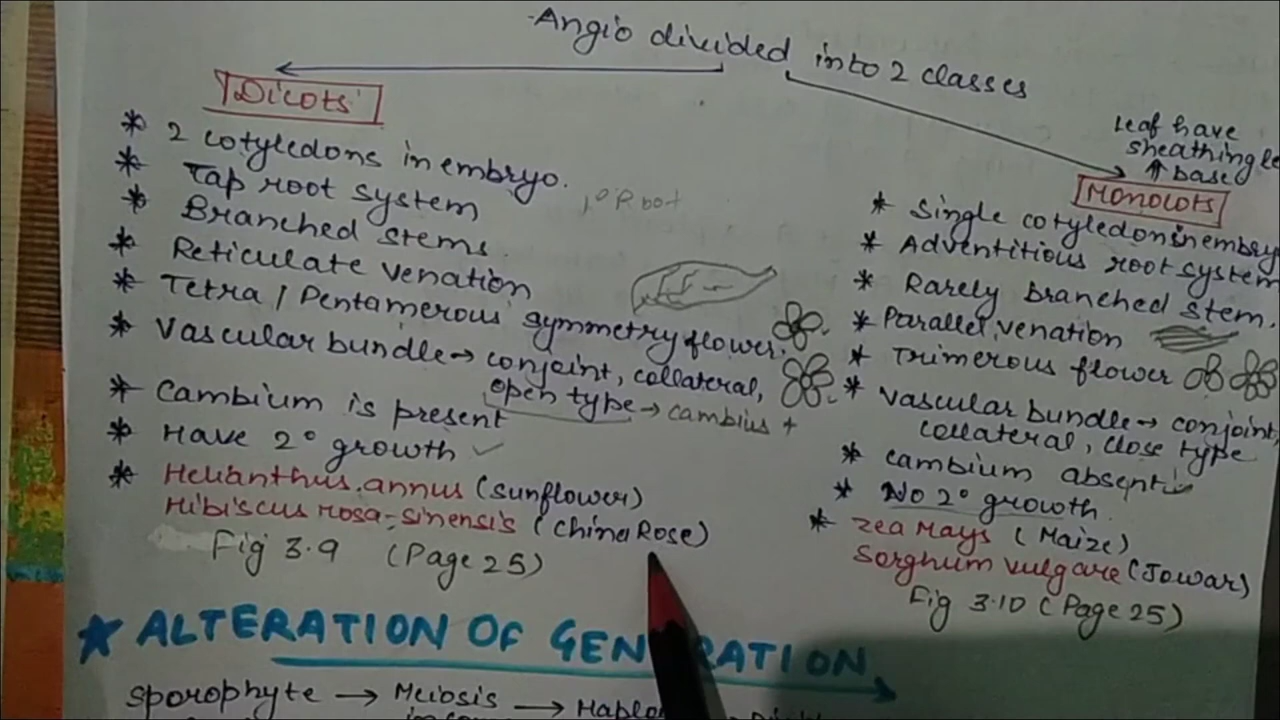 Angio divided into 2 classes
Dicots
* 2 cotyledons in embryo.
* Tap root system
1° Root
* Branched stems.
* Reticulate venation
* Tetra / Pentamerous symmetry flower.
* Vascular bundle → conjoint, collateral,
open type → cambius +
* Cambium is present
* Have 2° growth ✓
* Helianthus annus (sunflower)
Hibiscus rosa-sinensis (china Rose)
Fig 3.9 (Page 25)
Leaf have
sheathing le
↑ base
Monocots
* Single cotyledons in embry
* Adventitious root system
* Rarely branched stem.
* Parallel venation
* Trimerous flower
* Vascular bundle → conjoint,
collateral, close type
* Cambium absent
* No 2° growth.
* Zea Mays (Maize)
Sorghum vulgare (Jowar)
Fig 3.10 (Page 25)
★ ALTERATION OF GENERATION
Sporophyte → Meiosis → Haplo